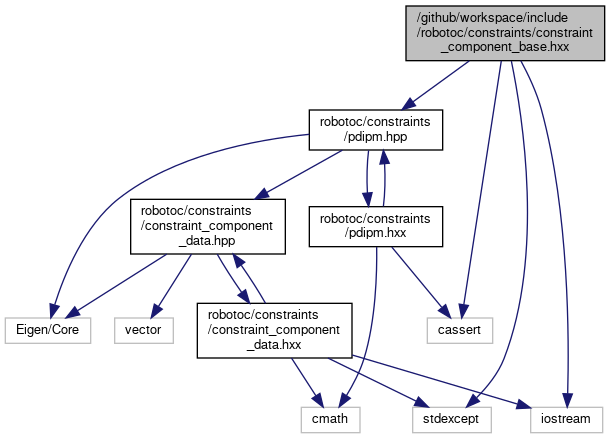 /github/workspace/include
/robotoc/constraints/constraint
_component_base.hxx
robotoc/constraints
/pdipm.hpp
robotoc/constraints
/constraint_component
_data.hpp
robotoc/constraints
/pdipm.hxx
Eigen/Core
vector
robotoc/constraints
/constraint_component
_data.hxx
cassert
cmath
stdexcept
iostream